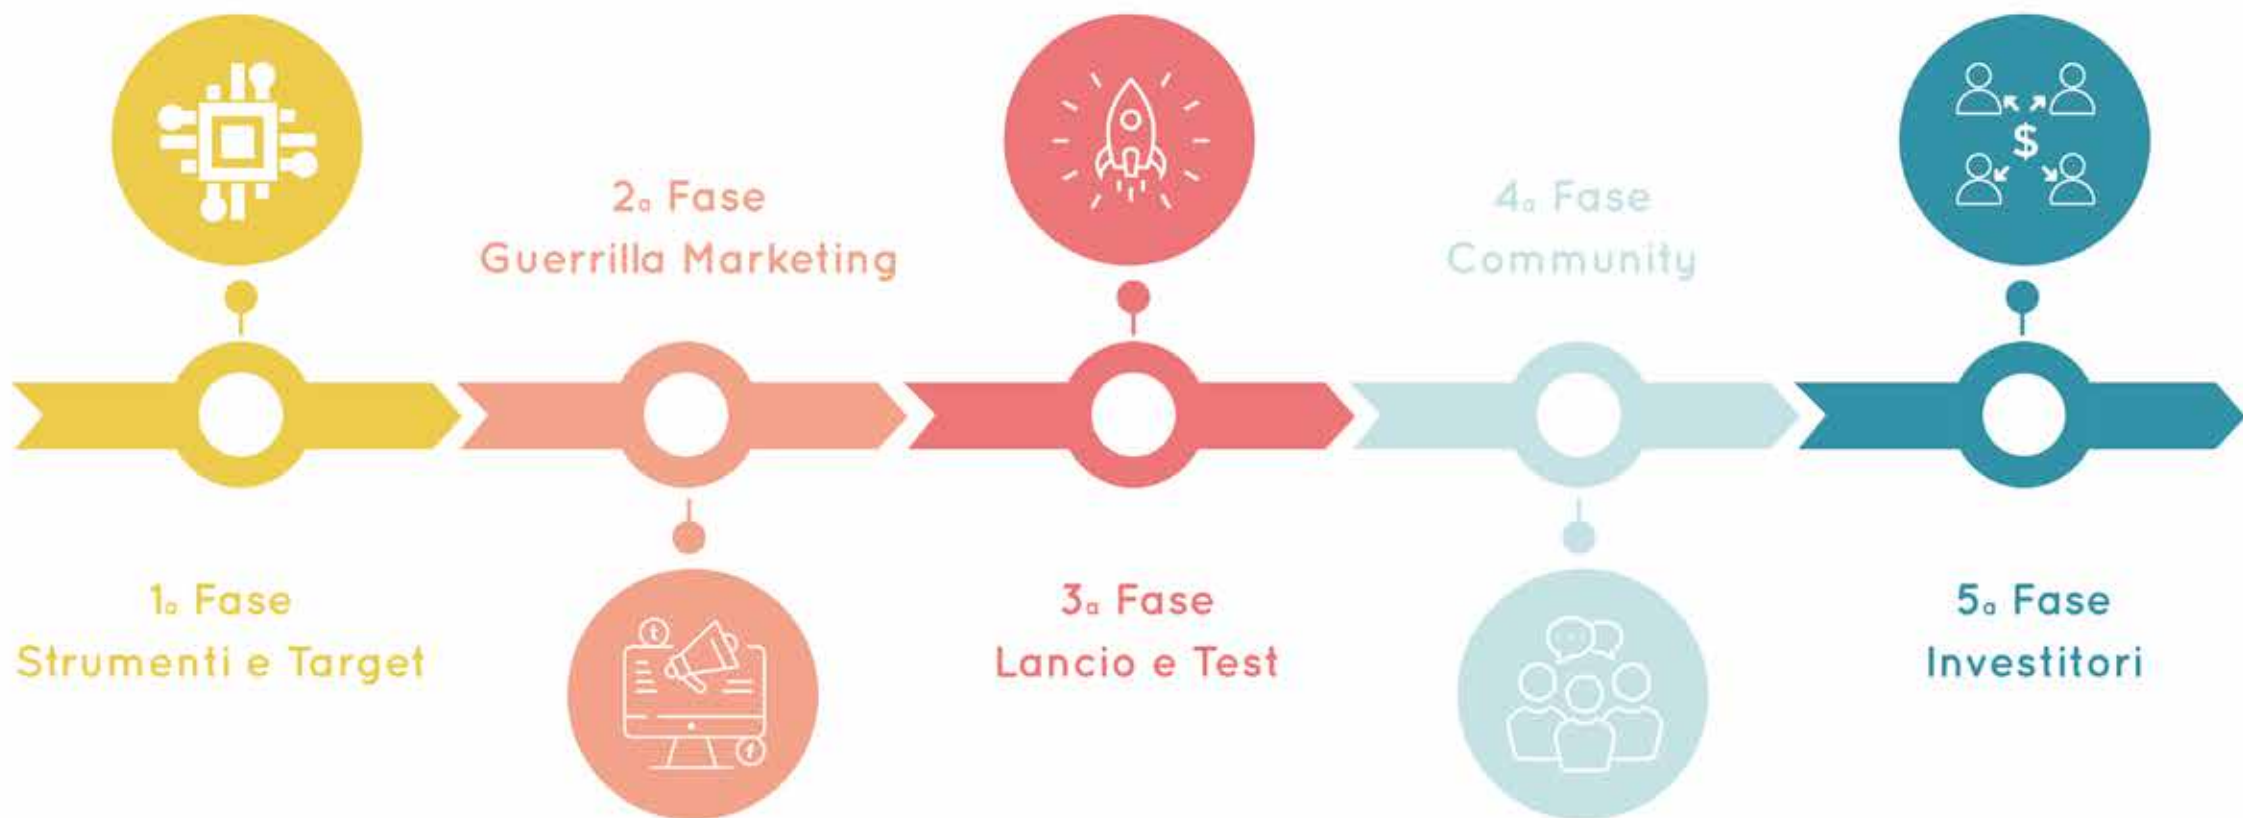 1a Fase
Strumenti e Target
2a Fase
Guerrilla Marketing
3a Fase
Lancio e Test
4a Fase
Community
5a Fase
Investitori
$
t
f